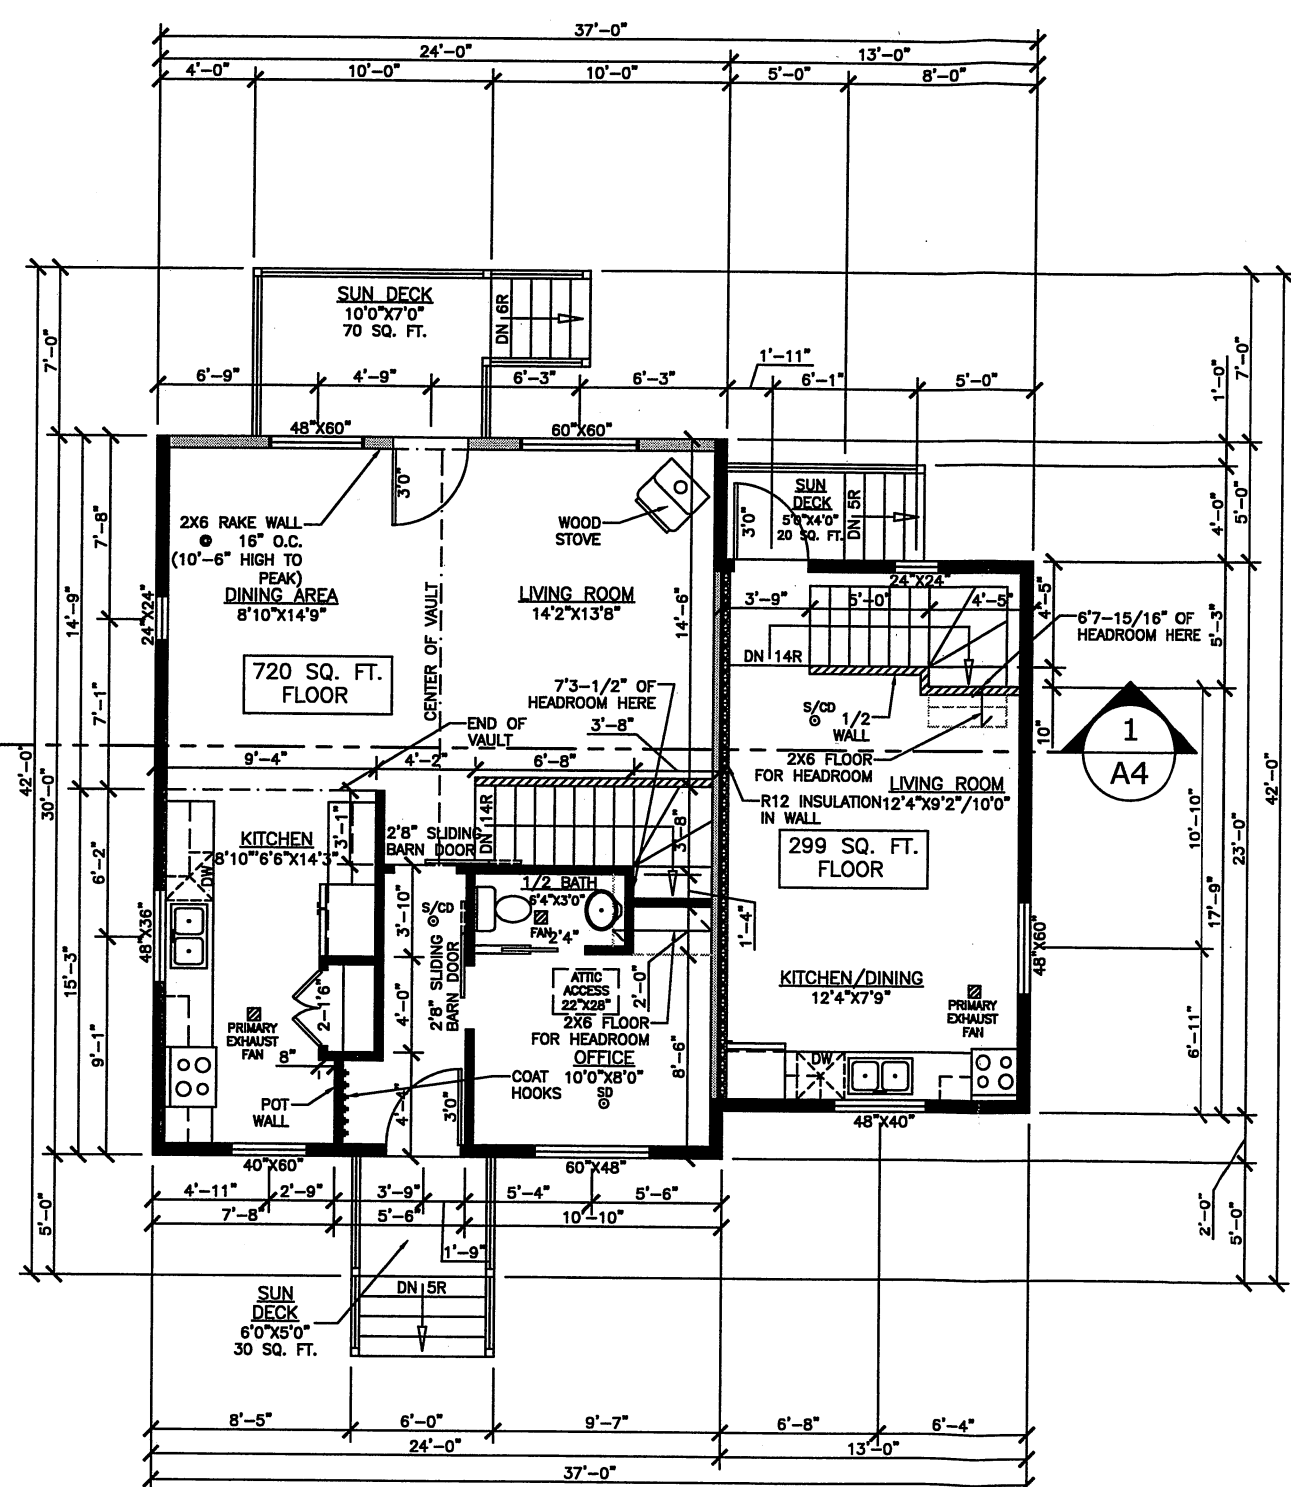 37'-0"
24'-0"
13'-0"
4'-0"
10'-0"
10'-0"
5'-0"
8'-0"
SUN DECK
10'0"X7'0"
70 SQ. FT.
DN 6R
7'-0"
7'-0"
1'-0"
1'-11"
6'-9"
4'-9"
6'-3"
6'-3"
6'-1"
5'-0"
48"X60"
60"X60"
3'0"
2X6 RAKE WALL
@ 16" O.C.
(10'-6" HIGH TO
PEAK)
DINING AREA
8'10"X14'9"
WOOD
STOVE
LIVING ROOM
14'2"X13'8"
SUN
DECK
5'0"X4'0"
20 SQ. FT.
DN 5R
3'0"
4'-0"
5'-0"
24"X24"
24"X24"
7'-8"
14'-9"
7'-1"
CENTER OF VAULT
14'-6"
3'-9"
5'-0"
4'-5"
4'-5"
5'-3"
6'7-15/16" OF
HEADROOM HERE
DN 14R
720 SQ. FT.
FLOOR
7'3-1/2" OF
HEADROOM HERE
END OF
VAULT
3'-8"
S/CD
1/2
WALL
2X6 FLOOR
FOR HEADROOM
10"
1
A4
42'-0"
30'-0"
42'-0"
9'-4"
4'-2"
6'-8"
LIVING ROOM
12'4"X9'2"/10'0"
R12 INSULATION
IN WALL
299 SQ. FT.
FLOOR
KITCHEN
8'10"6'6"X14'3"
3'-1"
2'8" SLIDING
BARN DOOR
DN 14R
3'-8"
10'-10"
23'-0"
17'-9"
6'-2"
15'-3"
9'-1"
48"X36"
DW
1/2 BATH
6'4"X3'0"
S/CD
3'-10"
FAN
2'4"
1'-4"
2'8" SLIDING
BARN DOOR
2-1'6"
4'-0"
ATTIC
ACCESS
22"X28"
2'-0"
2X6 FLOOR
FOR HEADROOM
OFFICE
10'0"X8'0"
SD
8'-6"
KITCHEN/DINING
12'4"X7'9"
PRIMARY
EXHAUST
FAN
48"X60"
6'-11"
PRIMARY
EXHAUST
FAN
8"
POT
WALL
COAT
HOOKS
4'-4"
3'0"
DW
48"X40"
40"X60"
60"X48"
4'-11"
2'-9"
3'-9"
5'-4"
5'-6"
7'-8"
5'-6"
10'-10"
1'-9"
5'-0"
2'-0"
5'-0"
SUN
DECK
6'0"X5'0"
30 SQ. FT.
DN 5R
8'-5"
6'-0"
9'-7"
6'-8"
6'-4"
24'-0"
13'-0"
37'-0"